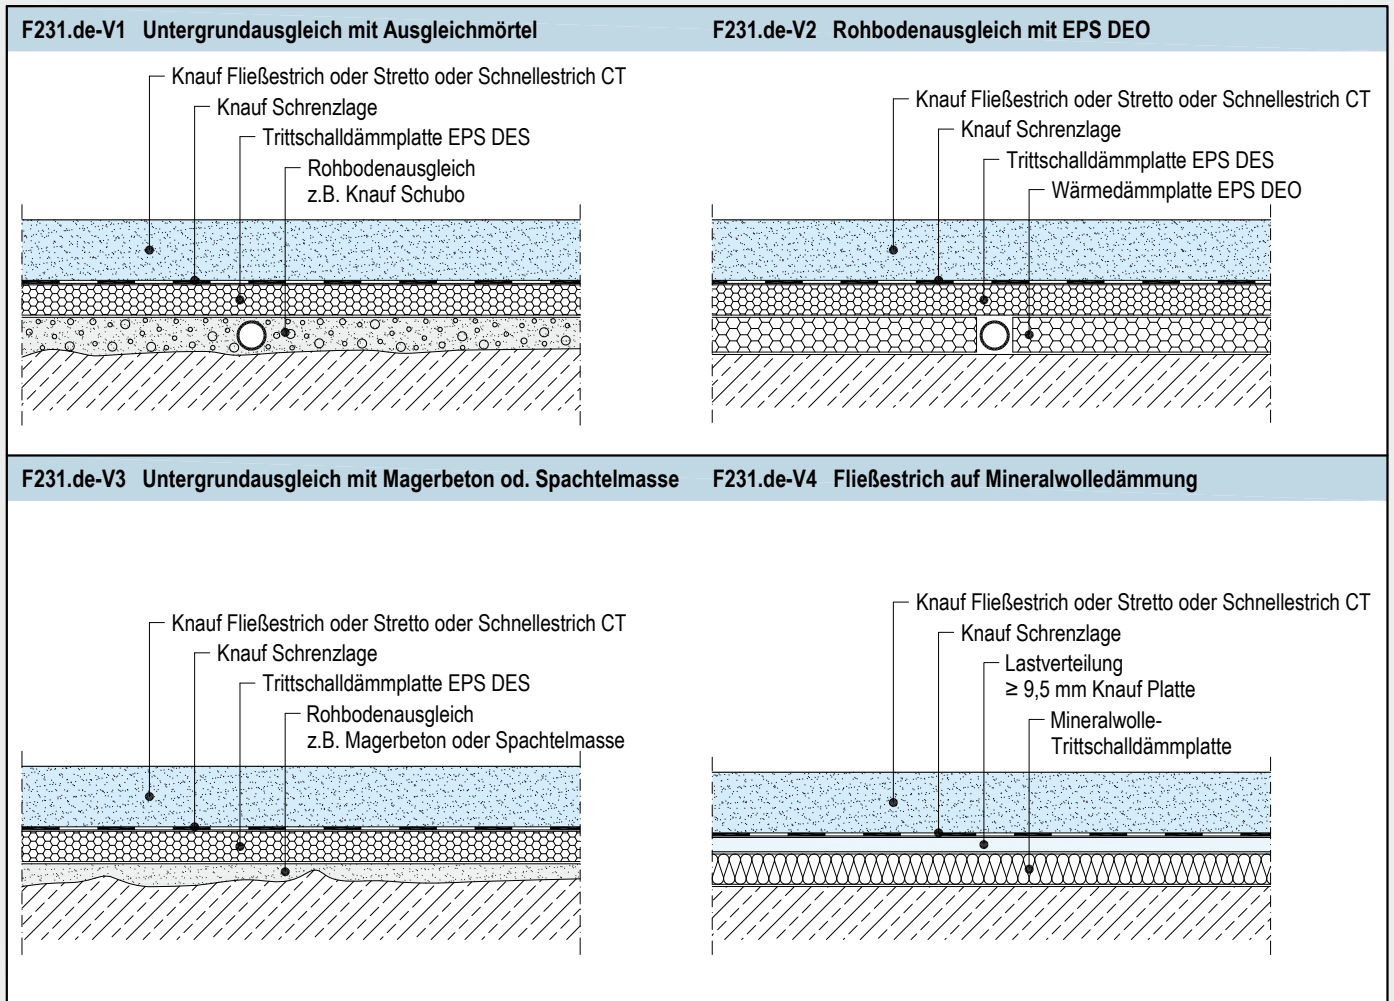 F231.de-V1 Untergrundausgleich mit Ausgleichmörtel
Knauf Fließestrich oder Stretto oder Schnellestrich CT
Knauf Schrenzlage
Trittschalldämmplatte EPS DES
Rohbodenausgleich
z.B. Knauf Schubo
F231.de-V2 Rohbodenausgleich mit EPS DEO
Knauf Fließestrich oder Stretto oder Schnellestrich CT
Knauf Schrenzlage
Trittschalldämmplatte EPS DES
Wärmedämmplatte EPS DEO
F231.de-V3 Untergrundausgleich mit Magerbeton od. Spachtelmasse
Knauf Fließestrich oder Stretto oder Schnellestrich CT
Knauf Schrenzlage
Trittschalldämmplatte EPS DES
Rohbodenausgleich
z.B. Magerbeton oder Spachtelmasse
F231.de-V4 Fließestrich auf Mineralwolledämmung
Knauf Fließestrich oder Stretto oder Schnellestrich CT
Knauf Schrenzlage
Lastverteilung
≥ 9,5 mm Knauf Platte
Mineralwolle-
Trittschalldämmplatte